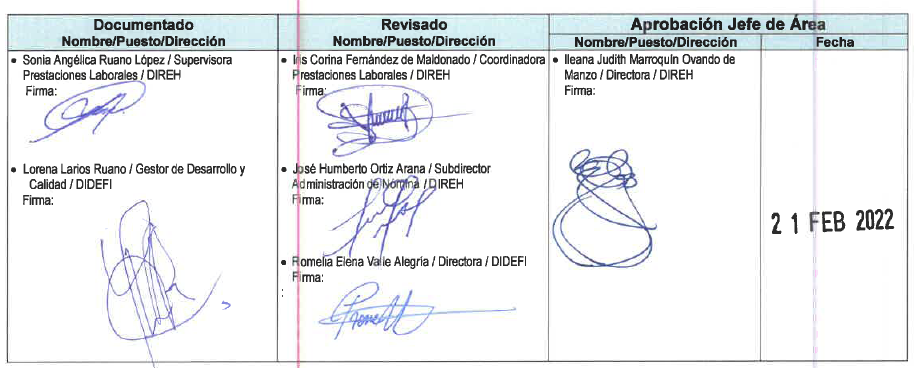 Documentado
Nombre/Puesto/Dirección
Revisado
Nombre/Puesto/Dirección
Aprobación Jefe de Área
Nombre/Puesto/Dirección
Fecha
• Sonia Angélica Ruano López / Supervisora
Prestaciones Laborales / DIREH
Firma:
• Lorena Larios Ruano / Gestor de Desarrollo y
Calidad / DIDEFI
Firma:
• Iris Corina Fernández de Maldonado / Coordinadora
Prestaciones Laborales / DIREH
Firma:
• José Humberto Ortiz Arana / Subdirector
Administración de Nómina / DIREH
Firma:
• Romelia Elena Valle Alegría / Directora / DIDEFI
Firma:
:
• Ileana Judith Marroquín Ovando de
Manzo / Directora / DIREH
Firma:
21 FEB 2022